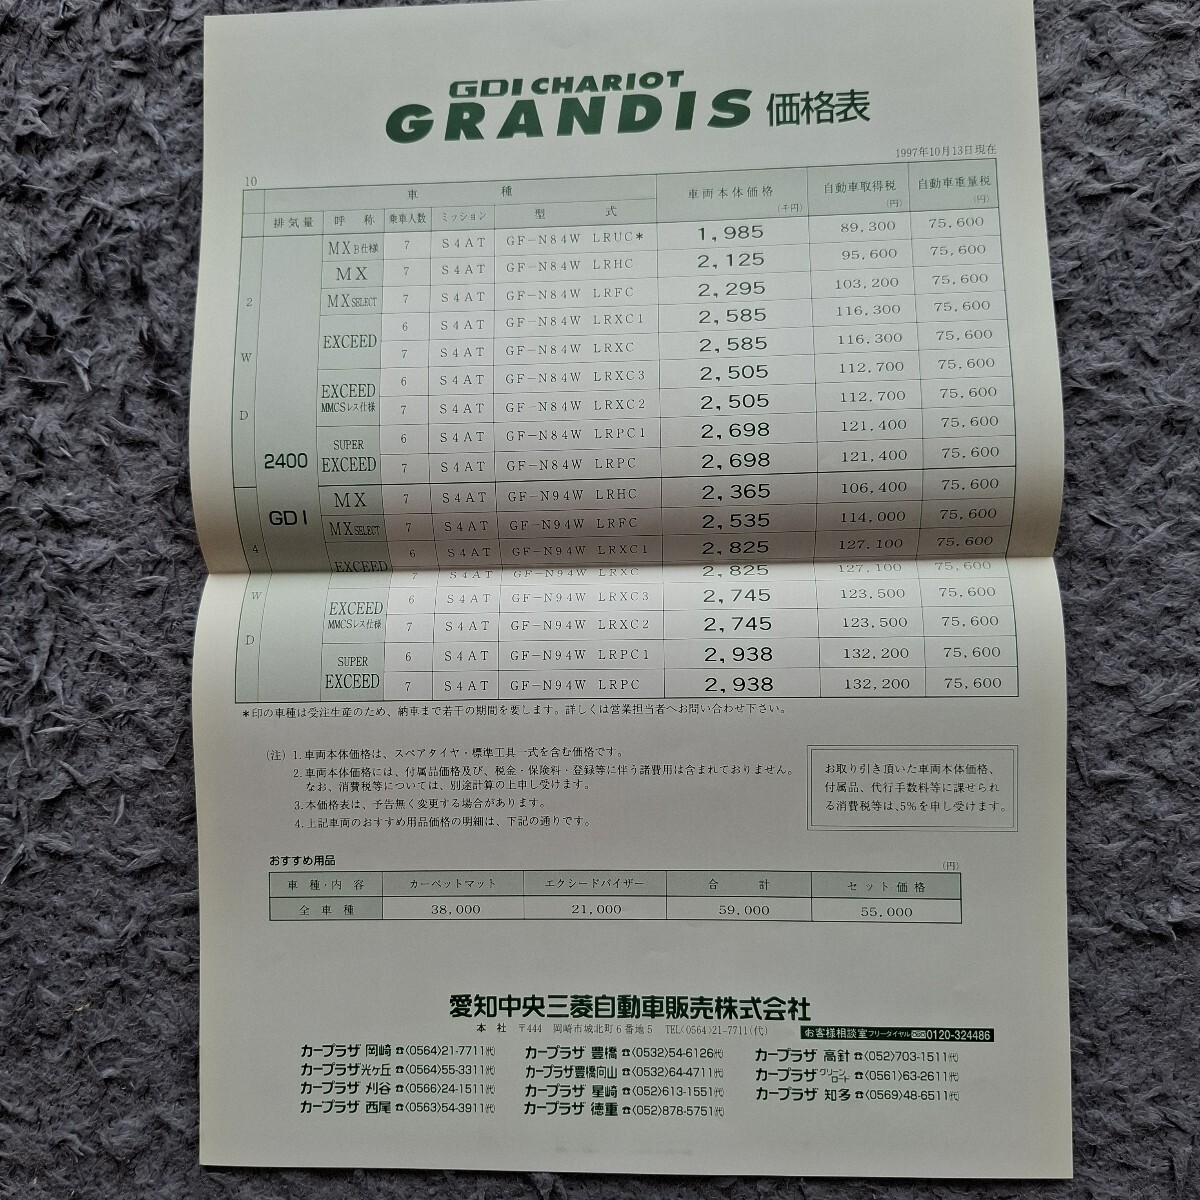 GDI CHARIOT
GRANDIS 価格表
1997年10月13日現在
10
車 種 車両本体価格 (千円) 自動車取得税 (円) 自動車重量税 (円)
排気量 呼称 乗車人数 ミッション 型式
2WD 2400 GDI
MX B仕様 7 S4AT GF-N84W LRUC* 1,985 89,300 75,600
MX 7 S4AT GF-N84W LRHC 2,125 95,600 75,600
MX SELECT 7 S4AT GF-N84W LRFC 2,295 103,200 75,600
EXCEED 6 S4AT GF-N84W LRXC1 2,585 116,300 75,600
7 S4AT GF-N84W LRXC 2,585 116,300 75,600
EXCEED MMCSレス仕様 6 S4AT GF-N84W LRXC3 2,505 112,700 75,600
7 S4AT GF-N84W LRXC2 2,505 112,700 75,600
SUPER EXCEED 6 S4AT GF-N84W LRPC1 2,698 121,400 75,600
7 S4AT GF-N84W LRPC 2,698 121,400 75,600
4WD
MX 7 S4AT GF-N94W LRHC 2,365 106,400 75,600
MX SELECT 7 S4AT GF-N94W LRFC 2,535 114,000 75,600
EXCEED 6 S4AT GF-N94W LRXC1 2,825 127,100 75,600
7 S4AT GF-N94W LRXC 2,825 127,100 75,600
EXCEED MMCSレス仕様 6 S4AT GF-N94W LRXC3 2,745 123,500 75,600
7 S4AT GF-N94W LRXC2 2,745 123,500 75,600
SUPER EXCEED 6 S4AT GF-N94W LRPC1 2,938 132,200 75,600
7 S4AT GF-N94W LRPC 2,938 132,200 75,600
*印の車種は受注生産のため、納車まで若干の期間を要します。詳しくは営業担当者へお問い合わせ下さい。
(注) 1.車両本体価格は、スペアタイヤ・標準工具一式を含む価格です。
2.車両本体価格には、付属品価格及び、税金・保険料・登録等に伴う諸費用は含まれておりません。
なお、消費税等については、別途計算の上申し受けます。
3.本価格表は、予告無く変更する場合があります。
4.上記車両のおすすめ用品価格の明細は、下記の通りです。
お取り引き頂いた車両本体価格、
付属品、代行手数料等に課せられ
る消費税等は、5%を申し受けます。
おすすめ用品
(円)
車種・内容 カーペットマット エクシードバイザー 合計 セット価格
全車種 38,000 21,000 59,000 55,000
愛知中央三菱自動車販売株式会社
本社 〒444 岡崎市城北町6番地5 TEL(0564)21-7711(代) お客様相談室フリーダイヤル 0120-324486
カープラザ 岡崎 ☎(0564)21-7711(代) カープラザ 豊橋 ☎(0532)54-6126(代) カープラザ 高針 ☎(052)703-1511(代)
カープラザ光ヶ丘 ☎(0564)55-3311(代) カープラザ豊橋向山 ☎(0532)64-4711(代) カープラザ グリーンロード ☎(0561)63-2611(代)
カープラザ 刈谷 ☎(0566)24-1511(代) カープラザ 星崎 ☎(052)613-1551(代) カープラザ 知多 ☎(0569)48-6511(代)
カープラザ 西尾 ☎(0563)54-3911(代) カープラザ 徳重 ☎(052)878-5751(代)